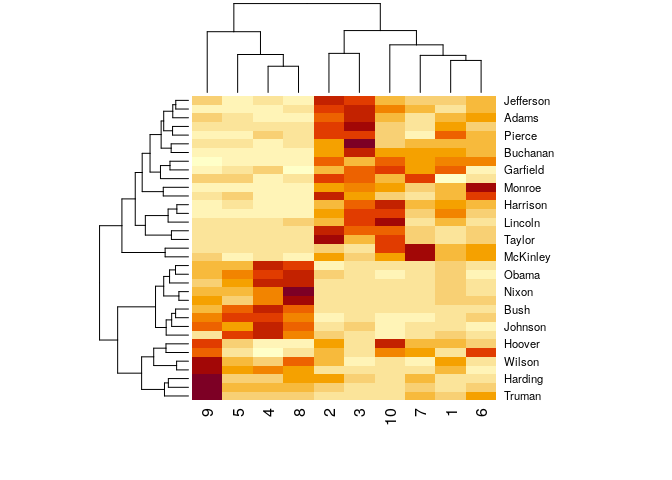 Jefferson
Adams
Pierce
Buchanan
Garfield
Monroe
Harrison
Lincoln
Taylor
McKinley
Obama
Nixon
Bush
Johnson
Hoover
Wilson
Harding
Truman
9 5 4 8 2 3 10 7 1 6